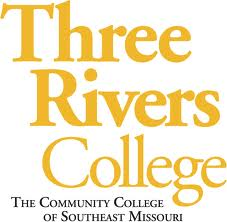 Three
Rivers
College
The Community College
of Southeast Missouri